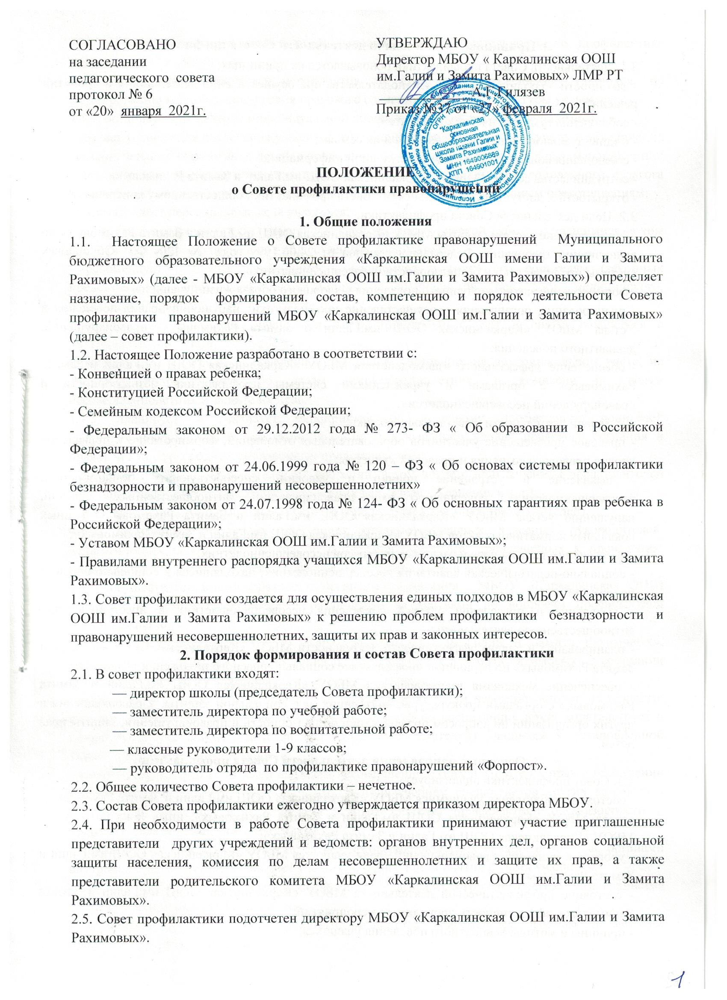 СОГЛАСОВАНО
на заседании
педагогического совета
протокол № 6
от «20» января 2021г.
УТВЕРЖДАЮ
Директор МБОУ « Каркалинская ООШ
им.Галии и Замита Рахимовых» ЛМР РТ
А.Г. Гилязев
Приказ №37 от «27» февраля 2021г.
"Каркалинская
основная
общеобразовательная
школа имени Галии и
Замита Рахимовых"
ИНН 1649006889
КПП 164901001
ПОЛОЖЕНИЕ
о Совете профилактики правонарушений
1. Общие положения
1.1. Настоящее Положение о Совете профилактике правонарушений Муниципального
бюджетного образовательного учреждения «Каркалинская ООШ имени Галии и Замита
Рахимовых» (далее - МБОУ «Каркалинская ООШ им.Галии и Замита Рахимовых») определяет
назначение, порядок формирования. состав, компетенцию и порядок деятельности Совета
профилактики правонарушений МБОУ «Каркалинская ООШ им.Галии и Замита Рахимовых»
(далее – совет профилактики).
1.2. Настоящее Положение разработано в соответствии с:
- Конвенцией о правах ребенка;
- Конституцией Российской Федерации;
- Семейным кодексом Российской Федерации;
- Федеральным законом от 29.12.2012 года № 273- ФЗ « Об образовании в Российской
Федерации»;
- Федеральным законом от 24.06.1999 года № 120 – ФЗ « Об основах системы профилактики
безнадзорности и правонарушений несовершеннолетних»
- Федеральным законом от 24.07.1998 года № 124- ФЗ « Об основных гарантиях прав ребенка в
Российской Федерации»;
- Уставом МБОУ «Каркалинская ООШ им.Галии и Замита Рахимовых»;
- Правилами внутреннего распорядка учащихся МБОУ «Каркалинская ООШ им.Галии и Замита
Рахимовых».
1.3. Совет профилактики создается для осуществления единых подходов в МБОУ «Каркалинская
ООШ им.Галии и Замита Рахимовых» к решению проблем профилактики безнадзорности и
правонарушений несовершеннолетних, защиты их прав и законных интересов.
2. Порядок формирования и состав Совета профилактики
2.1. В совет профилактики входят:
— директор школы (председатель Совета профилактики);
— заместитель директора по учебной работе;
— заместитель директора по воспитательной работе;
— классные руководители 1-9 классов;
— руководитель отряда по профилактике правонарушений «Форпост».
2.2. Общее количество Совета профилактики – нечетное.
2.3. Состав Совета профилактики ежегодно утверждается приказом директора МБОУ.
2.4. При необходимости в работе Совета профилактики принимают участие приглашенные
представители других учреждений и ведомств: органов внутренних дел, органов социальной
защиты населения, комиссия по делам несовершеннолетних и защите их прав, а также
представители родительского комитета МБОУ «Каркалинская ООШ им.Галии и Замита
Рахимовых».
2.5. Совет профилактики подотчетен директору МБОУ «Каркалинская ООШ им.Галии и Замита
Рахимовых».
1